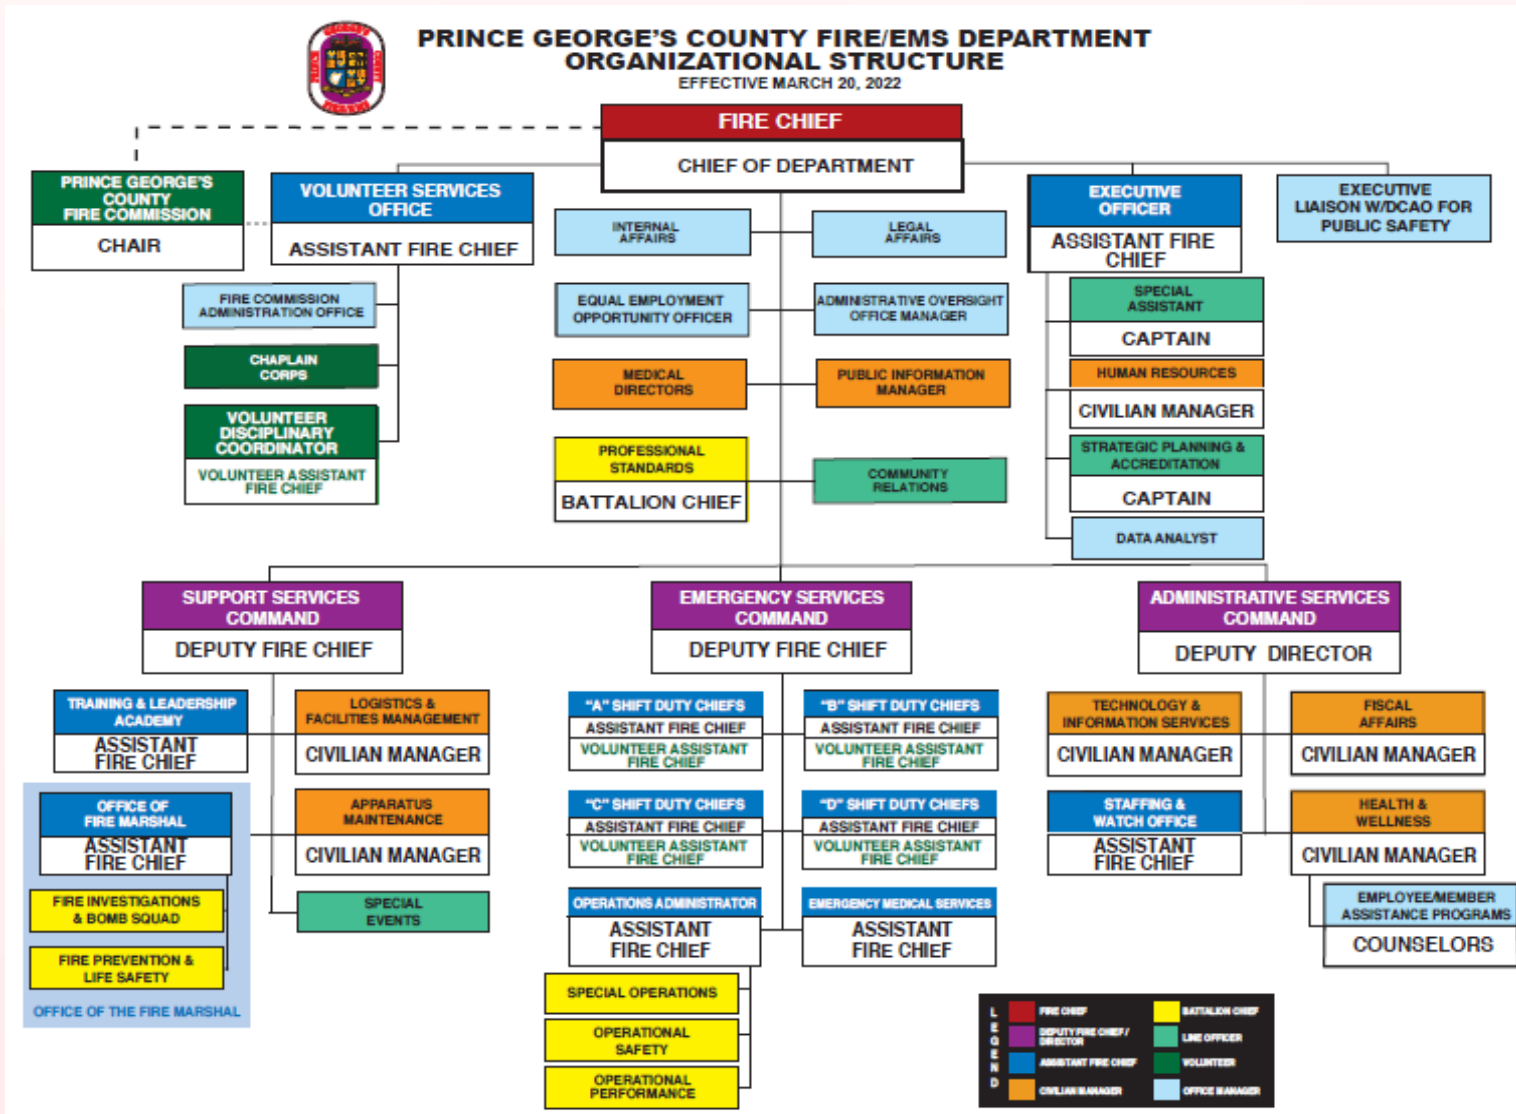 PRINCE GEORGE'S COUNTY FIRE/EMS DEPARTMENT
ORGANIZATIONAL STRUCTURE
EFFECTIVE MARCH 20, 2022
FIRE CHIEF
CHIEF OF DEPARTMENT
PRINCE GEORGE'S
COUNTY
FIRE COMMISSION
CHAIR
VOLUNTEER SERVICES
OFFICE
ASSISTANT FIRE CHIEF
FIRE COMMISSION
ADMINISTRATION OFFICE
CHAPLAIN
CORPS
VOLUNTEER
DISCIPLINARY
COORDINATOR
VOLUNTEER ASSISTANT
FIRE CHIEF
INTERNAL
AFFAIRS
LEGAL
AFFAIRS
EQUAL EMPLOYMENT
OPPORTUNITY OFFICER
ADMINISTRATIVE OVERSIGHT
OFFICE MANAGER
MEDICAL
DIRECTORS
PUBLIC INFORMATION
MANAGER
PROFESSIONAL
STANDARDS
BATTALION CHIEF
COMMUNITY
RELATIONS
EXECUTIVE
OFFICER
ASSISTANT FIRE
CHIEF
EXECUTIVE
LIAISON W/DCAO FOR
PUBLIC SAFETY
SPECIAL
ASSISTANT
CAPTAIN
HUMAN RESOURCES
CIVILIAN MANAGER
STRATEGIC PLANNING &
ACCREDITATION
CAPTAIN
DATA ANALYST
SUPPORT SERVICES
COMMAND
DEPUTY FIRE CHIEF
TRAINING & LEADERSHIP
ACADEMY
ASSISTANT
FIRE CHIEF
LOGISTICS &
FACILITIES MANAGEMENT
CIVILIAN MANAGER
OFFICE OF
FIRE MARSHAL
ASSISTANT
FIRE CHIEF
APPARATUS
MAINTENANCE
CIVILIAN MANAGER
FIRE INVESTIGATIONS
& BOMB SQUAD
SPECIAL
EVENTS
FIRE PREVENTION &
LIFE SAFETY
OFFICE OF THE FIRE MARSHAL
EMERGENCY SERVICES
COMMAND
DEPUTY FIRE CHIEF
"A" SHIFT DUTY CHIEFS
ASSISTANT FIRE CHIEF
VOLUNTEER ASSISTANT
FIRE CHIEF
"B" SHIFT DUTY CHIEFS
ASSISTANT FIRE CHIEF
VOLUNTEER ASSISTANT
FIRE CHIEF
"C" SHIFT DUTY CHIEFS
ASSISTANT FIRE CHIEF
VOLUNTEER ASSISTANT
FIRE CHIEF
"D" SHIFT DUTY CHIEFS
ASSISTANT FIRE CHIEF
VOLUNTEER ASSISTANT
FIRE CHIEF
OPERATIONS ADMINISTRATOR
ASSISTANT
FIRE CHIEF
EMERGENCY MEDICAL SERVICES
ASSISTANT
FIRE CHIEF
SPECIAL OPERATIONS
OPERATIONAL
SAFETY
OPERATIONAL
PERFORMANCE
ADMINISTRATIVE SERVICES
COMMAND
DEPUTY DIRECTOR
TECHNOLOGY &
INFORMATION SERVICES
CIVILIAN MANAGER
FISCAL
AFFAIRS
CIVILIAN MANAGER
STAFFING &
WATCH OFFICE
ASSISTANT
FIRE CHIEF
HEALTH &
WELLNESS
CIVILIAN MANAGER
EMPLOYEE/MEMBER
ASSISTANCE PROGRAMS
COUNSELORS
LEGEND
FIRE CHIEF
DEPUTY FIRE CHIEF /
DIRECTOR
ASSISTANT FIRE CHIEF
CIVILIAN MANAGER
BATTALION CHIEF
LINE OFFICER
VOLUNTEER
OFFICE MANAGER